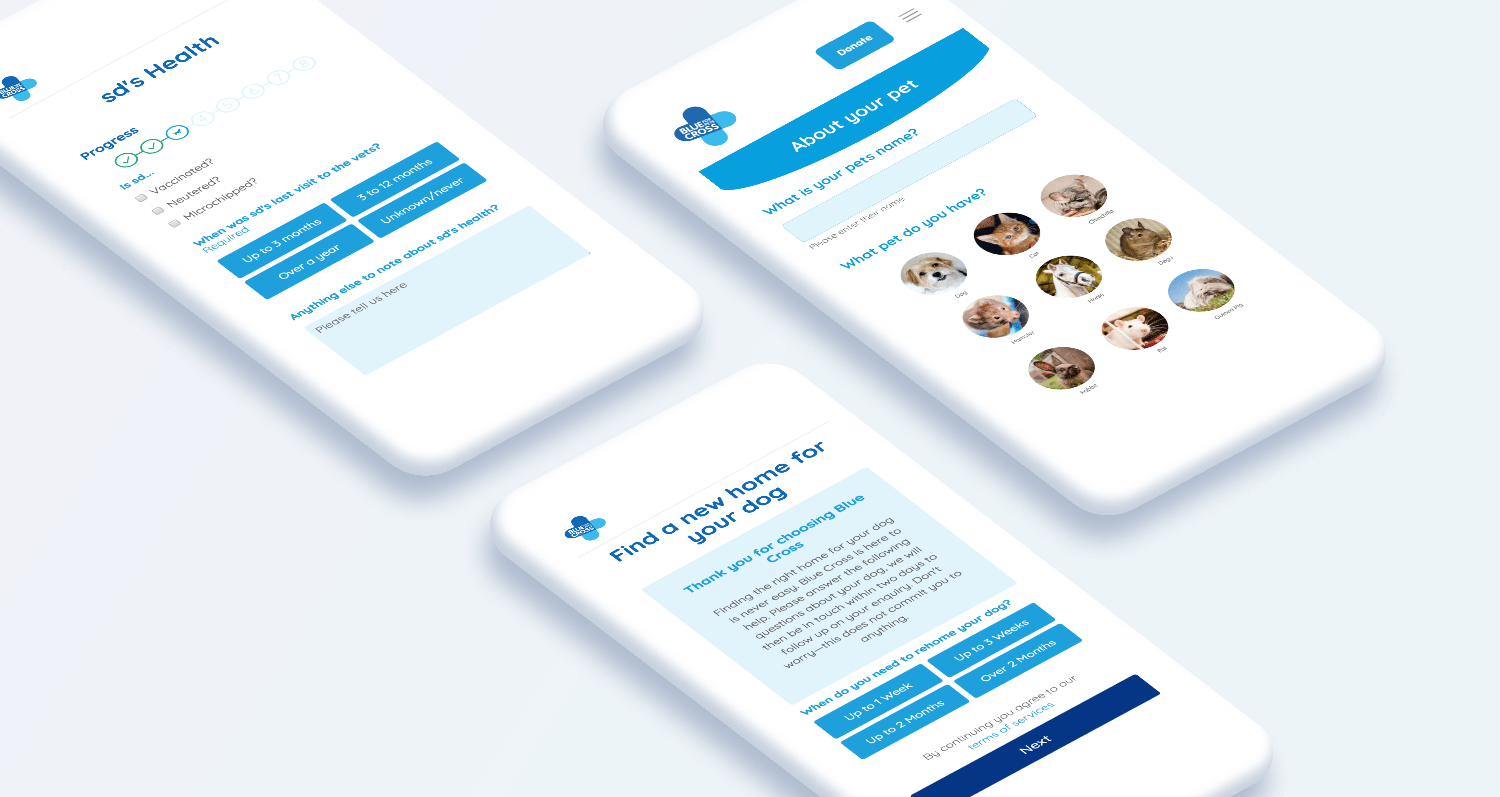 BLUE
CROSS
sd's Health
Progress
4
5
6
7
8
Is sd...
Vaccinated?
Neutered?
Microchipped?
When was sd's last visit to the vets?
Required
Up to 3 months
3 to 12 months
Over a year
Unknown/never
Anything else to note about sd's health?
Please tell us here
Donate
BLUE
CROSS
About your pet
What is your pets name?
Please enter their name
What pet do you have?
Dog
Cat
Chinchilla
Hamster
Horse
Degu
Rabbit
Rat
Guinea Pig
BLUE
CROSS
Find a new home for
your dog
Thank you for choosing Blue
Cross
Finding the right home for your dog
is never easy. Blue Cross is here to
help. Please answer the following
questions about your dog, we will
then be in touch within two days to
follow up on your enquiry. Don't
worry—this does not commit you to
anything.
When do you need to rehome your dog?
Up to 1 Week
Up to 3 Weeks
Up to 2 Months
Over 2 Months
By continuing you agree to our
terms of services
Next